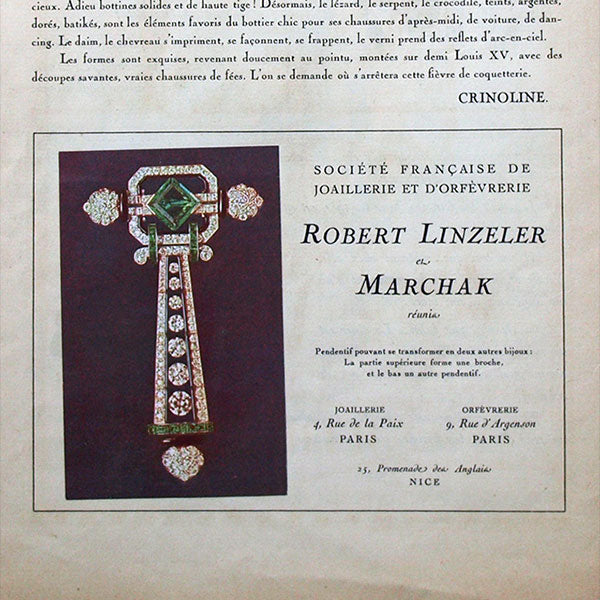 cieux. Adieu bottines solides et de haute tige! Désormais, le lézard, le serpent, le crocodile, teints, argentés,
dorés, batikés, sont les éléments favoris du bottier chic pour ses chaussures d'après-midi, de voiture, de dan-
cing. Le daim, le chevreau s'impriment, se façonnent, se frappent, le verni prend des reflets d'arc-en-ciel.
Les formes sont exquises, revenant doucement au pointu, montées sur demi Louis XV, avec des
découpes savantes, vraies chaussures de fées. L'on se demande où s'arrêtera cette fièvre de coquetterie.
CRINOLINE.
SOCIÉTÉ FRANÇAISE DE
JOAILLERIE ET D'ORFÈVRERIE
ROBERT LINZELER
et
MARCHAK
réunis
Pendentif pouvant se transformer en deux autres bijoux :
La partie supérieure forme une broche,
et le bas un autre pendentif.
JOAILLERIE
4, Rue de la Paix
PARIS
ORFÈVRERIE
9, Rue d'Argenson
PARIS
25, Promenade des Anglais
NICE